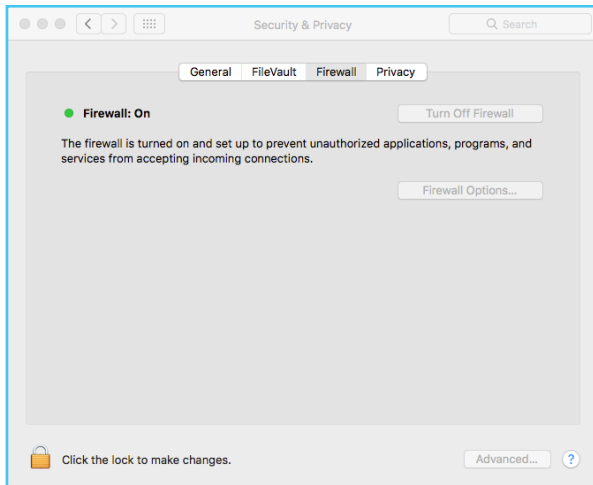 Security & Privacy
Search
General FileVault Firewall Privacy
Firewall: On
Turn Off Firewall
The firewall is turned on and set up to prevent unauthorized applications, programs, and
services from accepting incoming connections.
Firewall Options...
Click the lock to make changes.
Advanced...
?